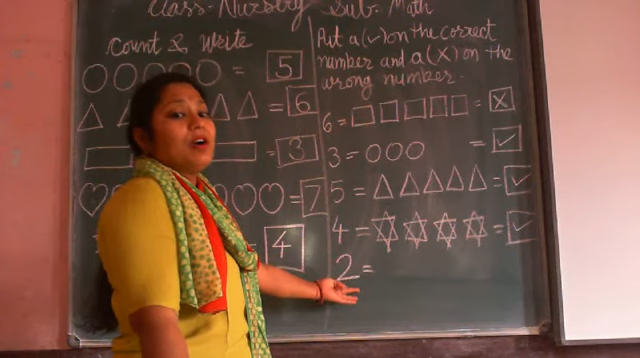 Class-Nursery Sub- Math
Count & Write
= 5
= 6
= 3
= 7
= 4
Put a (✓) on the correct
number and a (X) on the
wrong number.
6 = = X
3 = = ✓
5 = = ✓
4 = = ✓
2 =